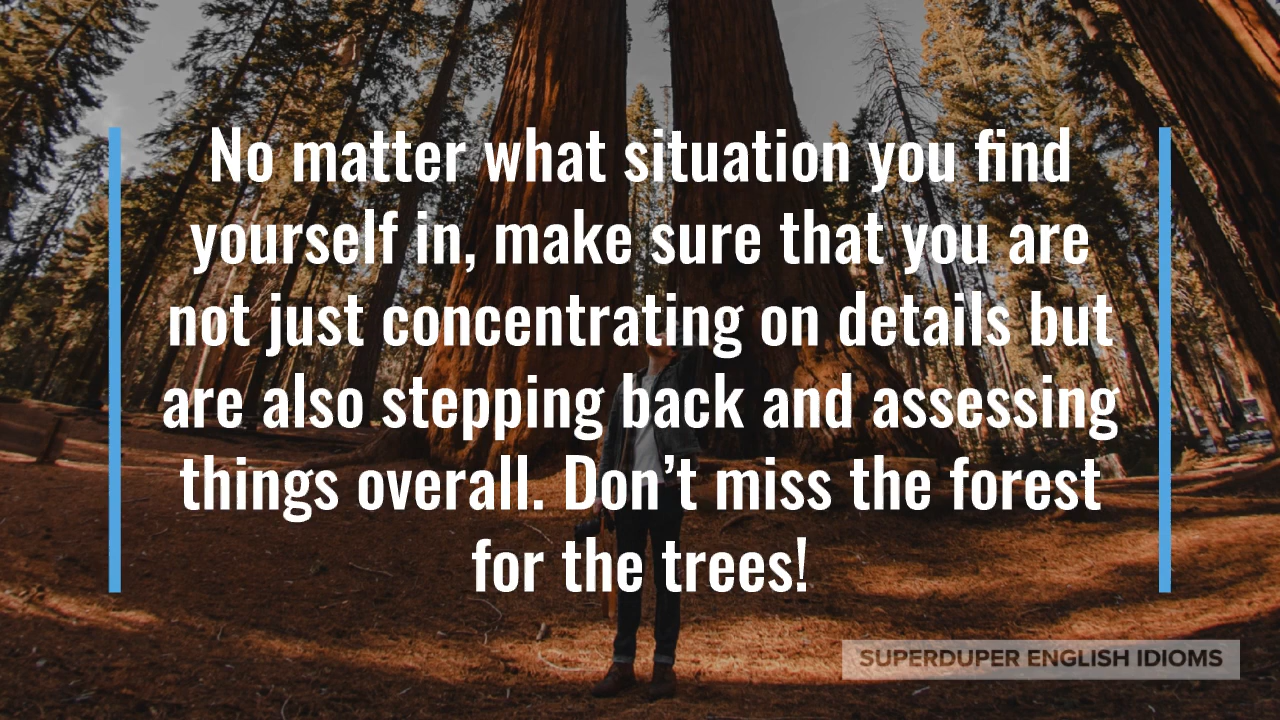 No matter what situation you find
yourself in, make sure that you are
not just concentrating on details but
are also stepping back and assessing
things overall. Don’t miss the forest
for the trees!
SUPERDUPER ENGLISH IDIOMS